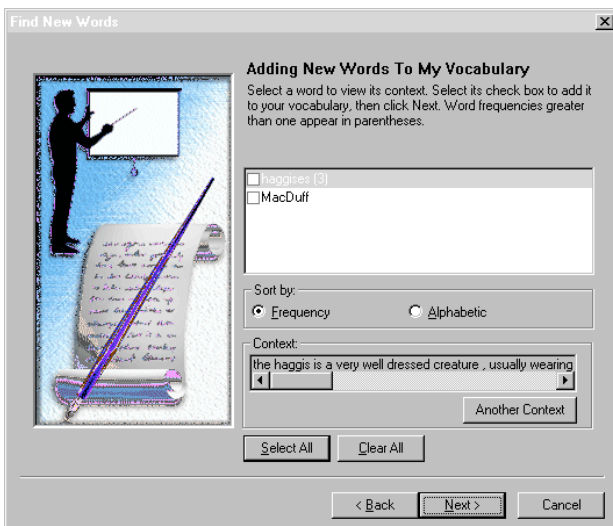 Find New Words
Adding New Words To My Vocabulary
Select a word to view its context. Select its check box to add it
to your vocabulary, then click Next. Word frequencies greater
than one appear in parentheses.
haggises (3)
MacDuff
Sort by:
Frequency
Alphabetic
Context:
the haggis is a very well dressed creature , usually wearing
Another Context
Select All
Clear All
< Back
Next >
Cancel